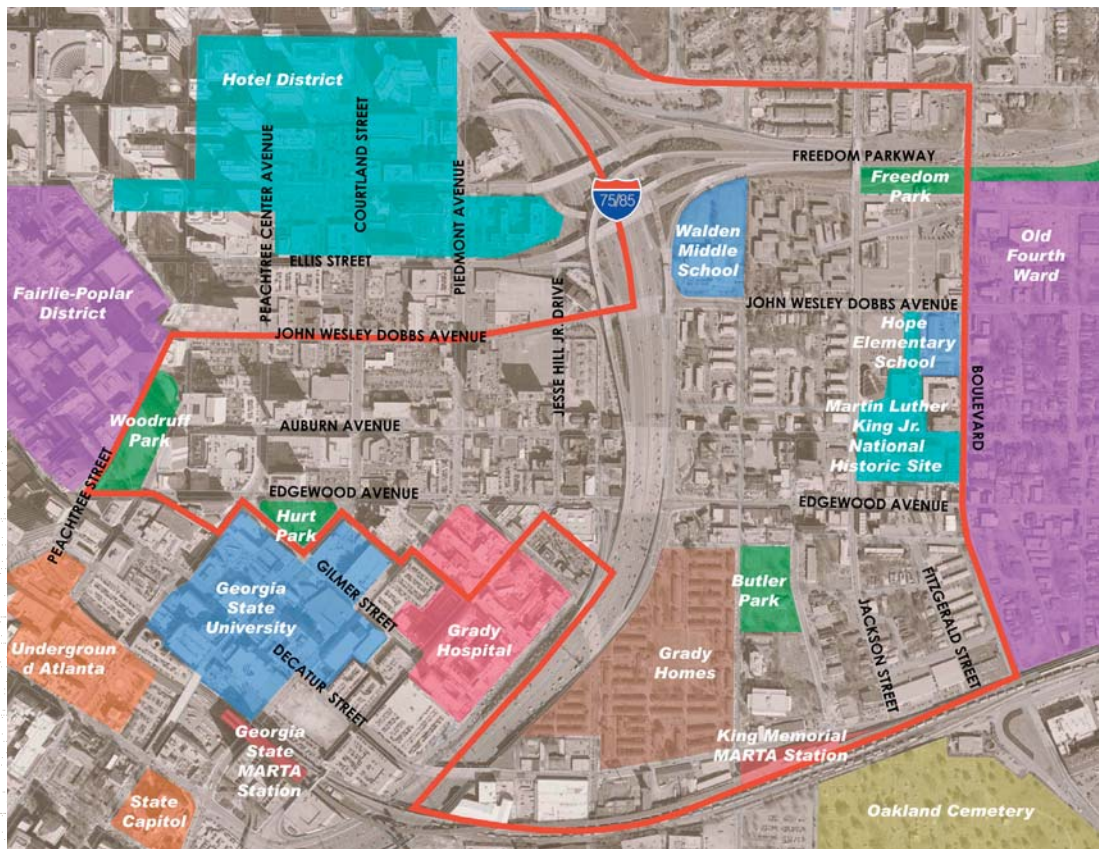 Hotel District
PEACHTREE CENTER AVENUE
COURTLAND STREET
PIEDMONT AVENUE
FREEDOM PARKWAY
Freedom
Park
75/85
Walden
Middle
School
Old
Fourth
Ward
ELLIS STREET
Fairlie-Poplar
District
JOHN WESLEY DOBBS AVENUE
JESSE HILL JR. DRIVE
JOHN WESLEY DOBBS AVENUE
Hope
Elementary
School
BOULEVARD
Woodruff
Park
AUBURN AVENUE
Martin Luther
King Jr.
National
Historic Site
PEACHTREE STREET
EDGEWOOD AVENUE
Hurt
Park
EDGEWOOD AVENUE
GILMER STREET
Georgia
State
University
DECATUR STREET
Grady
Hospital
Butler
Park
FITZGERALD STREET
JACKSON STREET
Undergroun
d Atlanta
Grady
Homes
Georgia
State
MARTA
Station
King Memorial
MARTA Station
State
Capitol
Oakland Cemetery